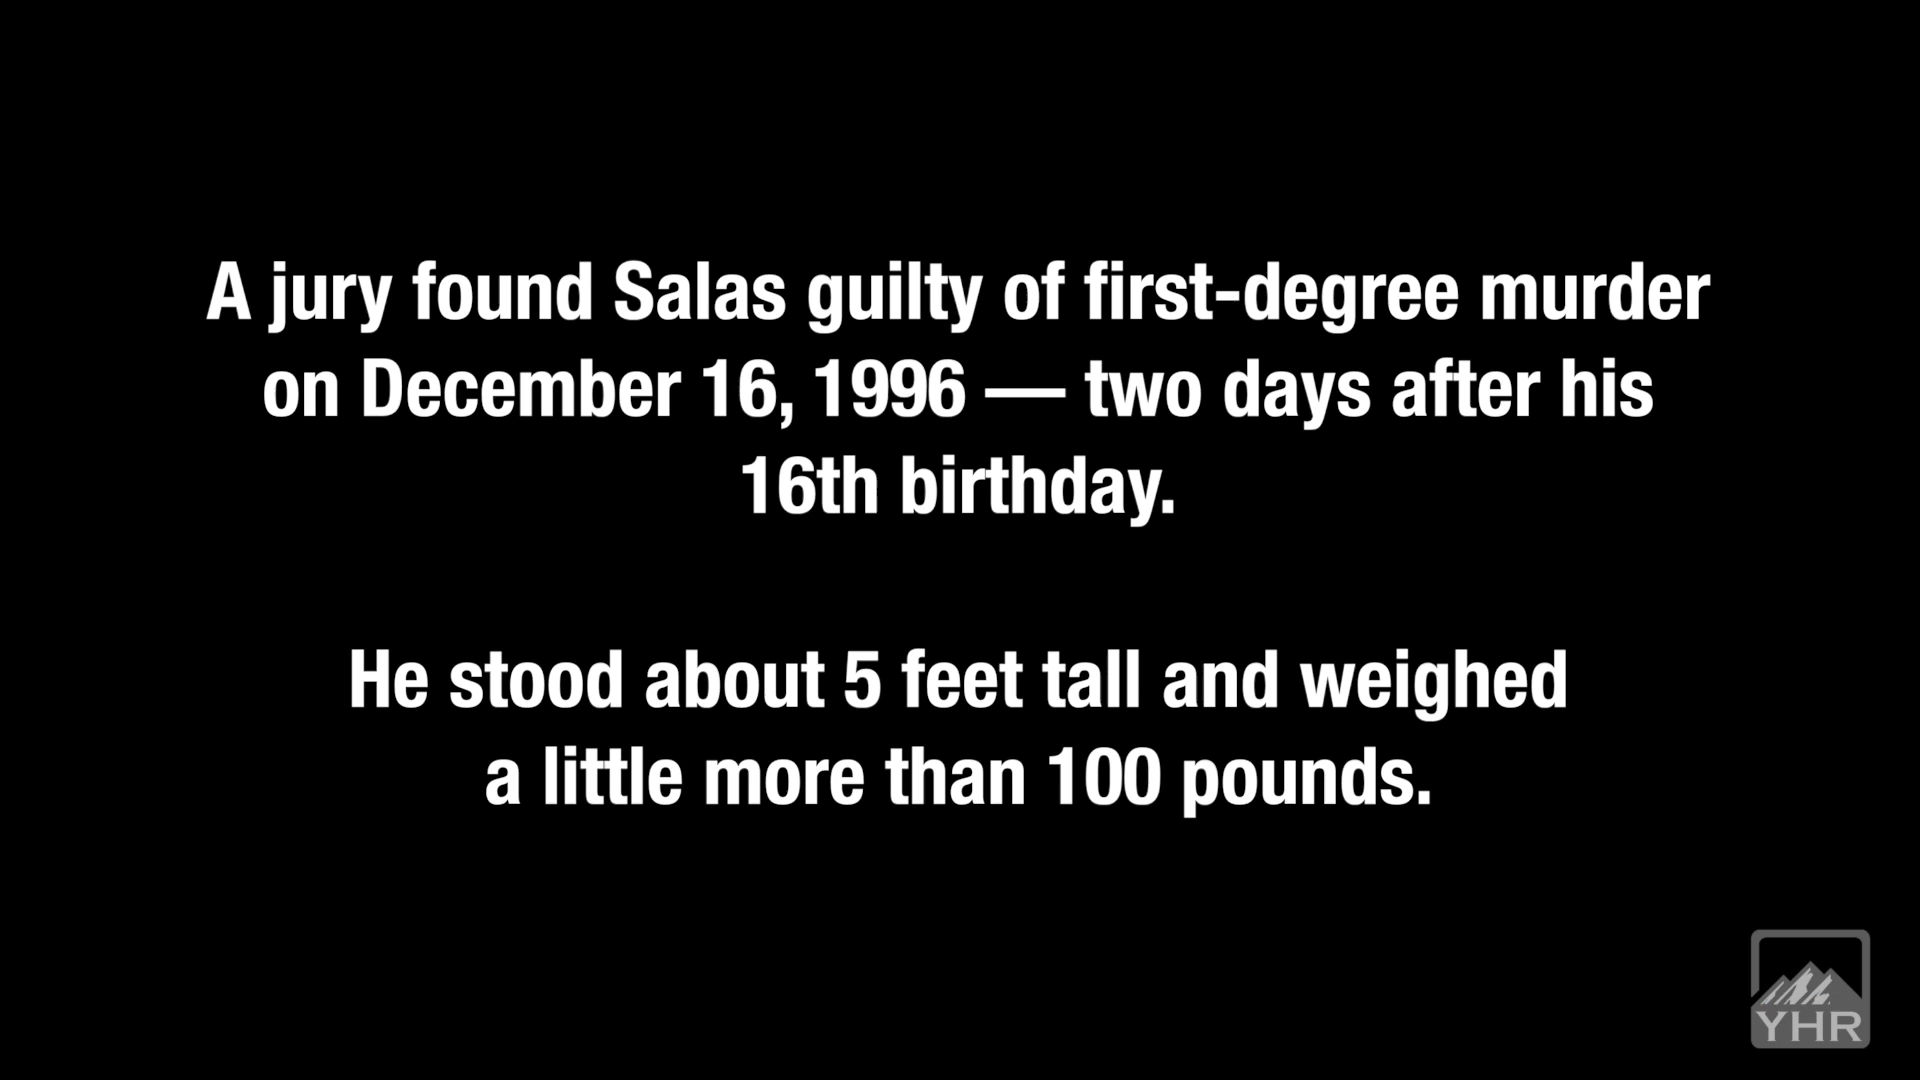 A jury found Salas guilty of first-degree murder
on December 16, 1996 — two days after his
16th birthday.
He stood about 5 feet tall and weighed
a little more than 100 pounds.
YHR